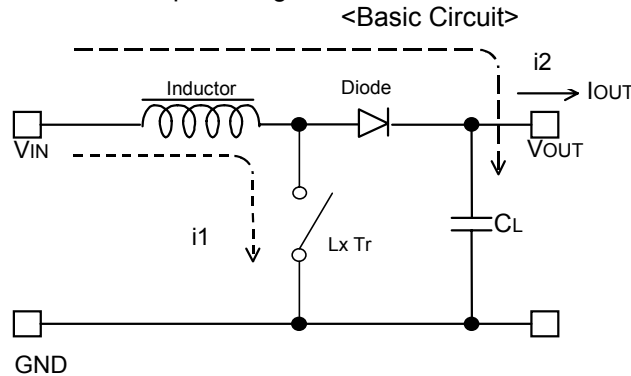 <Basic Circuit>
i2
Inductor
Diode
IOUT
VIN
VOUT
i1
Lx Tr
CL
GND